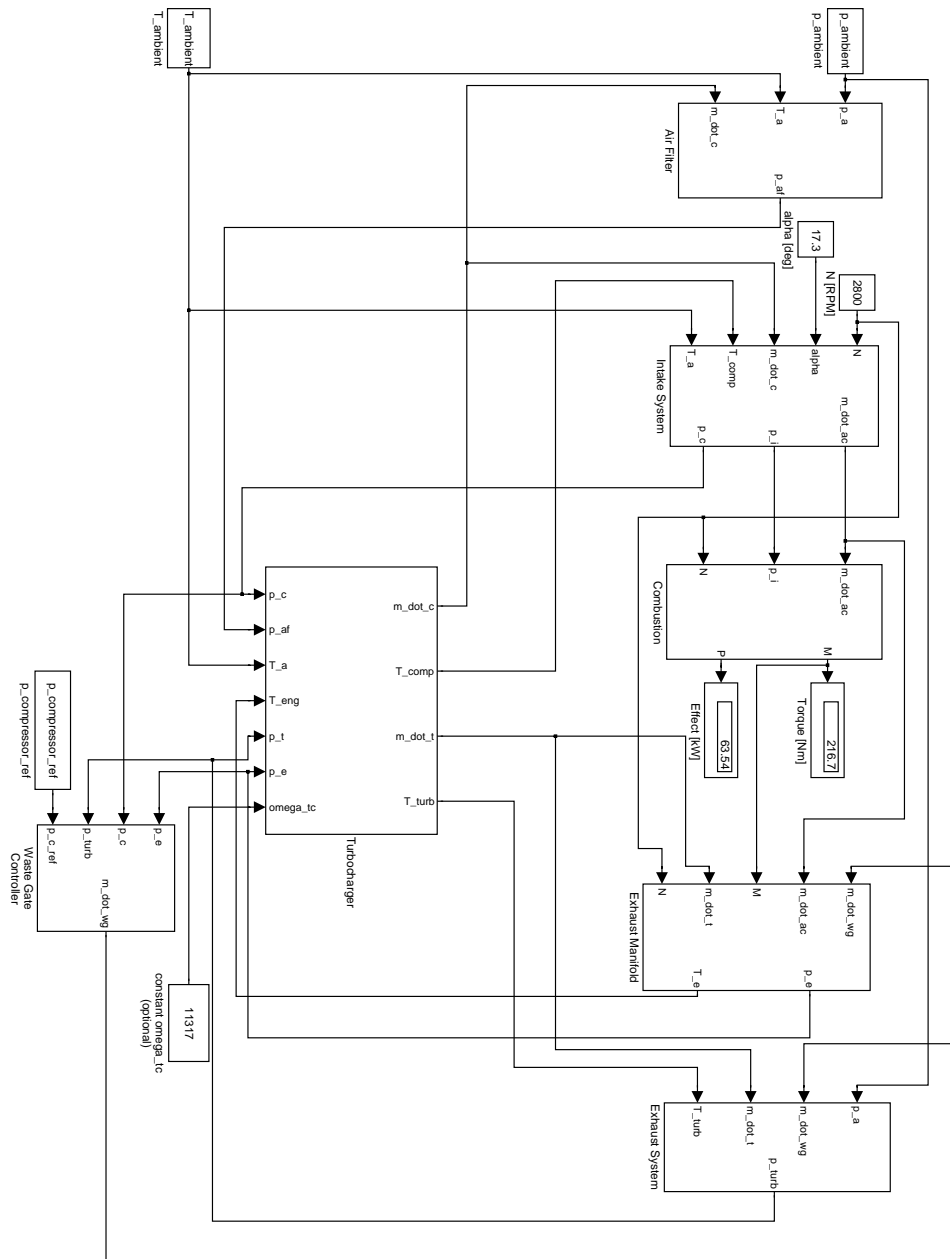 p_ambient
p_ambient
T_ambient
T_ambient
p_a
T_a
m_dot_c
p_af
Air Filter
17.3
alpha [deg]
2800
N [RPM]
N
alpha
m_dot_c
T_comp
T_a
m_dot_ac
p_i
p_c
Intake System
m_dot_ac
p_i
N
M
P
Combustion
216.7
Torque [Nm]
63.54
Effect [kW]
m_dot_wg
m_dot_ac
M
m_dot_t
N
p_e
T_e
Exhaust Manifold
p_a
m_dot_wg
m_dot_t
T_turb
p_turb
Exhaust System
p_c
p_af
T_a
T_eng
p_t
p_e
omega_tc
m_dot_c
T_comp
m_dot_t
T_turb
Turbocharger
p_compressor_ref
p_compressor_ref
p_e
p_c
p_turb
p_c_ref
m_dot_wg
Waste Gate
Controller
11317
constant omega_tc
(optional)